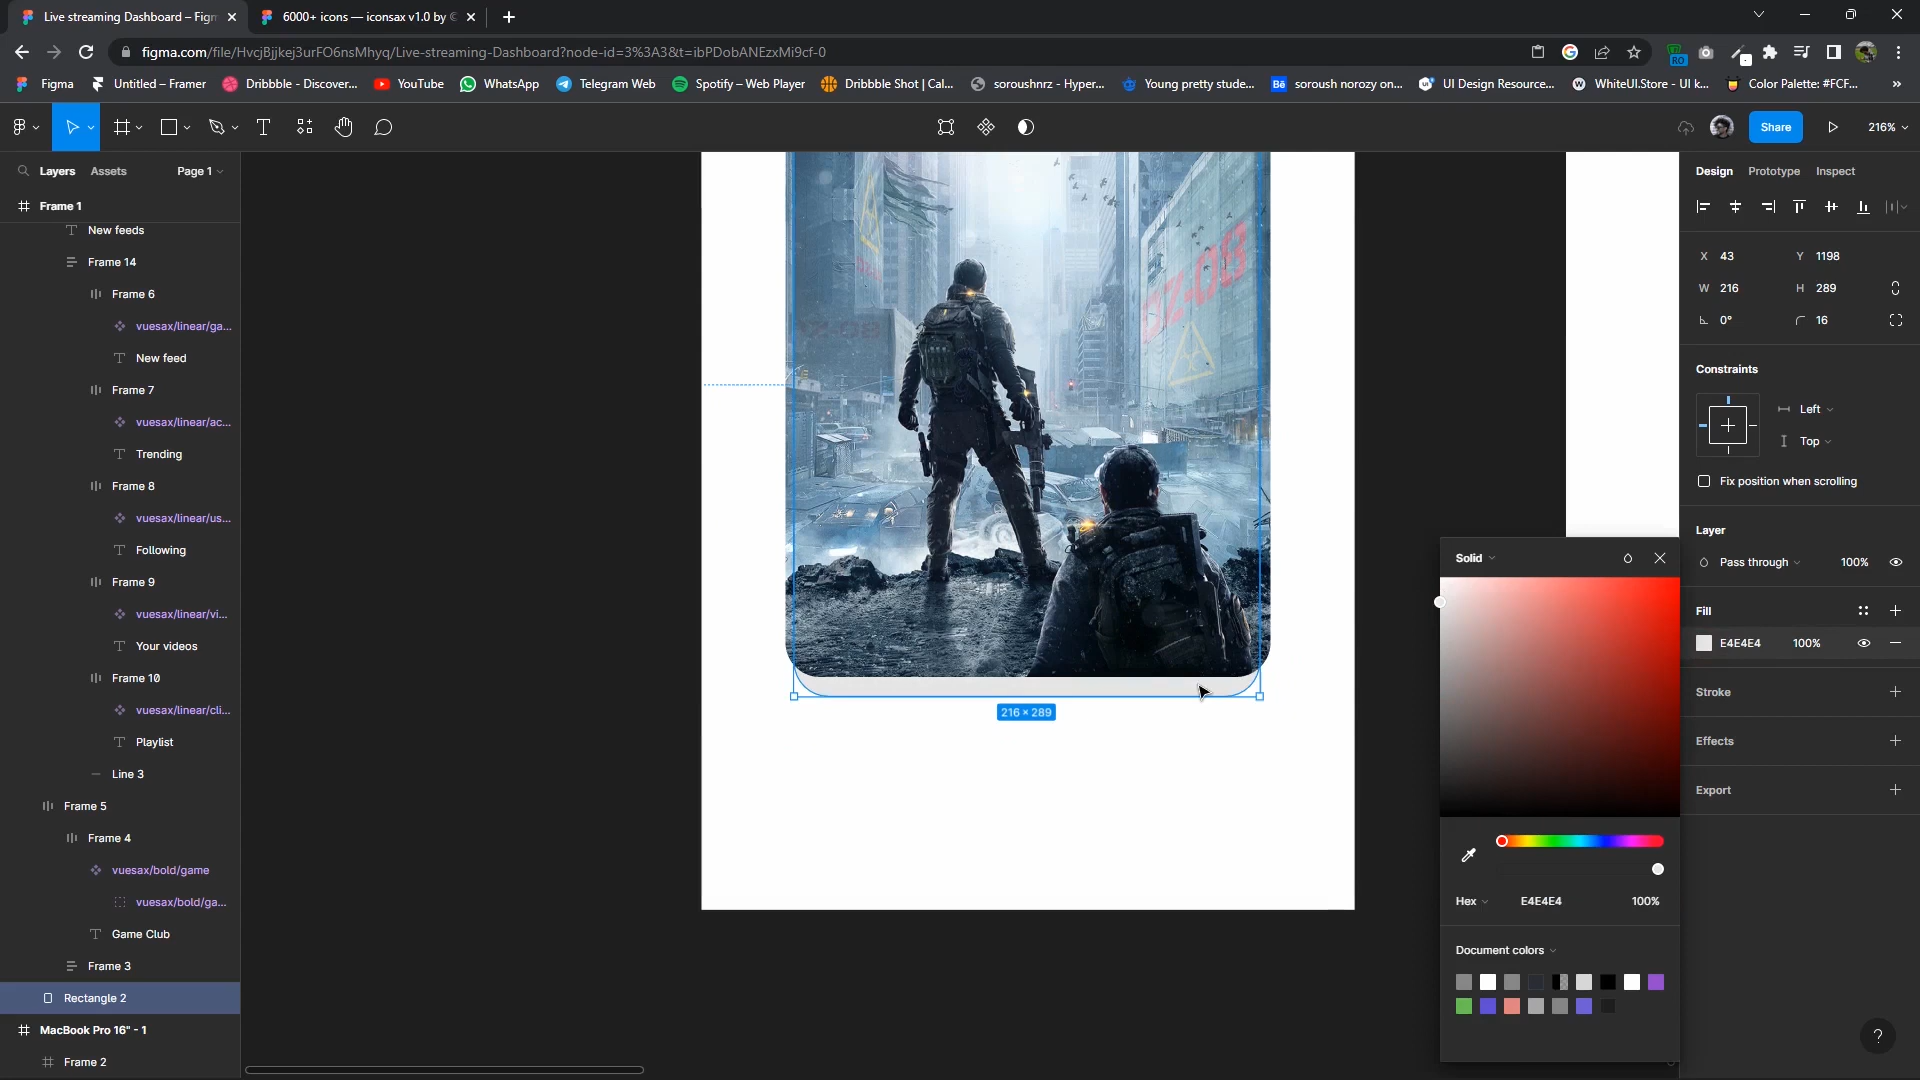 Live streaming Dashboard – Figm
6000+ icons — iconsax v1.0 by
figma.com/file/HvcjBjjkej3urFO6nsMhyq/Live-streaming-Dashboard?node-id=3%3A3&t=ibPDobANEzxMi9cf-0
RO
Figma
Untitled – Framer
Dribbble - Discover...
YouTube
WhatsApp
Telegram Web
Spotify – Web Player
Dribbble Shot | Cal...
soroushnrz - Hyper...
Young pretty stude...
Bē
soroush norozy on...
UI Design Resource...
WhiteUI.Store - UI k...
Color Palette: #FCF...
»
Share
216%
Layers
Assets
Page 1
Frame 1
New feeds
Frame 14
Frame 6
vuesax/linear/ga...
New feed
Frame 7
vuesax/linear/ac...
Trending
Frame 8
vuesax/linear/us...
Following
Frame 9
vuesax/linear/vi...
Your videos
Frame 10
vuesax/linear/cli...
Playlist
Line 3
Frame 5
Frame 4
vuesax/bold/game
vuesax/bold/ga...
Game Club
Frame 3
Rectangle 2
MacBook Pro 16" - 1
Frame 2
DZ-08
216 × 289
Design
Prototype
Inspect
X 43
Y 1198
W 216
H 289
0°
16
Constraints
Left
Top
Fix position when scrolling
Layer
Pass through
100%
Fill
E4E4E4
100%
Stroke
Effects
Export
Solid
Hex
E4E4E4
100%
Document colors
?